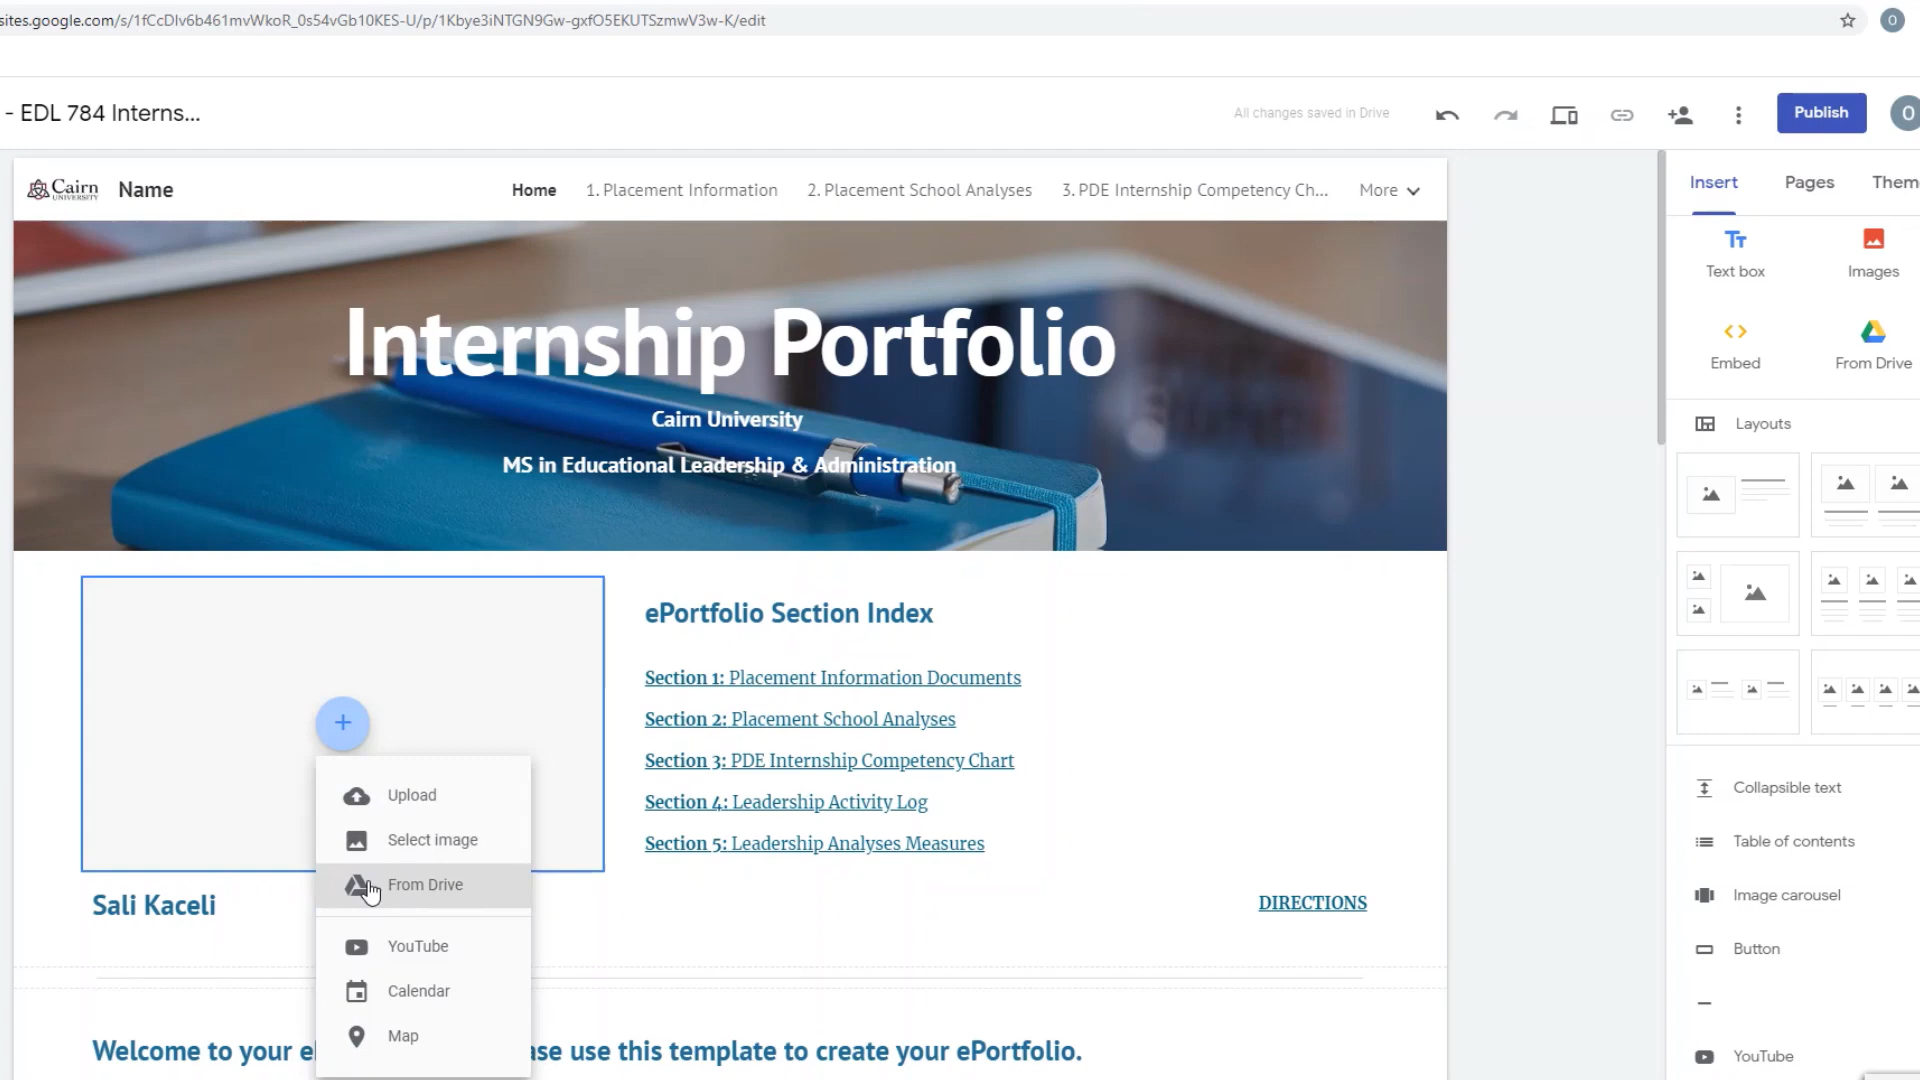 sites.google.com/s/1fCcDlv6b461mvWkoR_0s54vGb10KES-U/p/1Kbye3iNTGN9Gw-gxfO5EKUTSzmwV3w-K/edit
O
- EDL 784 Interns...
All changes saved in Drive
Publish
O
Cairn
UNIVERSITY
Name
Home
1. Placement Information
2. Placement School Analyses
3. PDE Internship Competency Ch...
More
Insert
Pages
Them
Text box
Images
Embed
From Drive
Layouts
Internship Portfolio
Cairn University
MS in Educational Leadership & Administration
ePortfolio Section Index
Section 1: Placement Information Documents
Section 2: Placement School Analyses
Section 3: PDE Internship Competency Chart
Section 4: Leadership Activity Log
Section 5: Leadership Analyses Measures
Upload
Select image
From Drive
YouTube
Calendar
Map
Sali Kaceli
DIRECTIONS
Welcome to your e
se use this template to create your ePortfolio.
Collapsible text
Table of contents
Image carousel
Button
YouTube